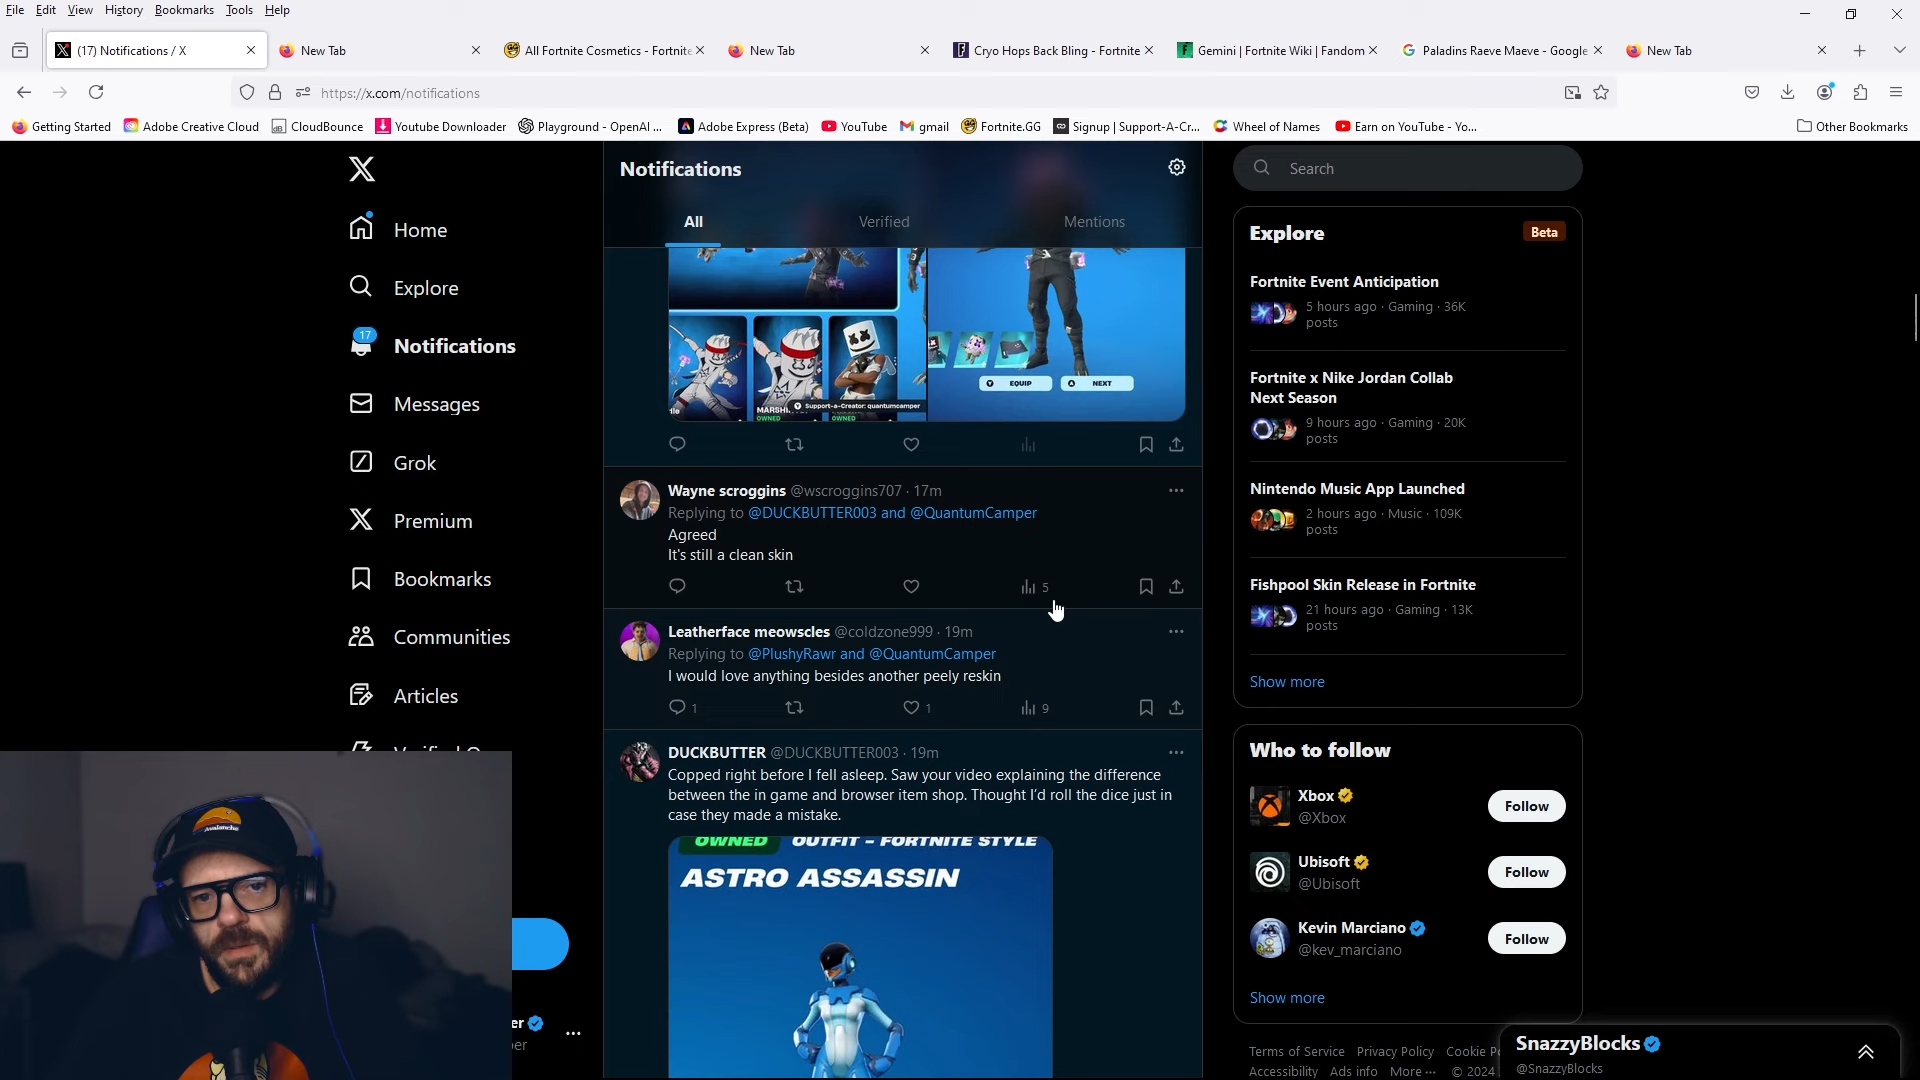 File Edit View History Bookmarks Tools Help
(17) Notifications / X
New Tab
All Fortnite Cosmetics - Fortnite
New Tab
Cryo Hops Back Bling - Fortnite
Gemini | Fortnite Wiki | Fandom
Paladins Raeve Maeve - Google
New Tab
https://x.com/notifications
Getting Started
Adobe Creative Cloud
CloudBounce
Youtube Downloader
Playground - OpenAI ...
Adobe Express (Beta)
YouTube
gmail
Fortnite.GG
Signup | Support-A-Cr...
Wheel of Names
Earn on YouTube - Yo...
Other Bookmarks
Home
Explore
17
Notifications
Messages
Grok
Premium
Bookmarks
Communities
Articles
Avalanche
er
per
Notifications
All
Verified
Mentions
MARSH
OWNED
OWNED
Support-a-Creator: quantumcamper
Y EQUIP
A NEXT
Wayne scroggins @wscroggins707 · 17m
Replying to @DUCKBUTTER003 and @QuantumCamper
Agreed
It's still a clean skin
5
Leatherface meowscles @coldzone999 · 19m
Replying to @PlushyRawr and @QuantumCamper
I would love anything besides another peely reskin
1
1
9
DUCKBUTTER @DUCKBUTTER003 · 19m
Copped right before I fell asleep. Saw your video explaining the difference
between the in game and browser item shop. Thought I'd roll the dice just in
case they made a mistake.
OWNED OUTFIT - FORTNITE STYLE
ASTRO ASSASSIN
Search
Explore
Beta
Fortnite Event Anticipation
5 hours ago · Gaming · 36K
posts
Fortnite x Nike Jordan Collab
Next Season
9 hours ago · Gaming · 20K
posts
Nintendo Music App Launched
2 hours ago · Music · 109K
posts
Fishpool Skin Release in Fortnite
21 hours ago · Gaming · 13K
posts
Show more
Who to follow
Xbox
@Xbox
Follow
Ubisoft
@Ubisoft
Follow
Kevin Marciano
@kev_marciano
Follow
Show more
Terms of Service Privacy Policy Cookie Po
Accessibility Ads info More ··· © 2024
SnazzyBlocks
@SnazzyBlocks